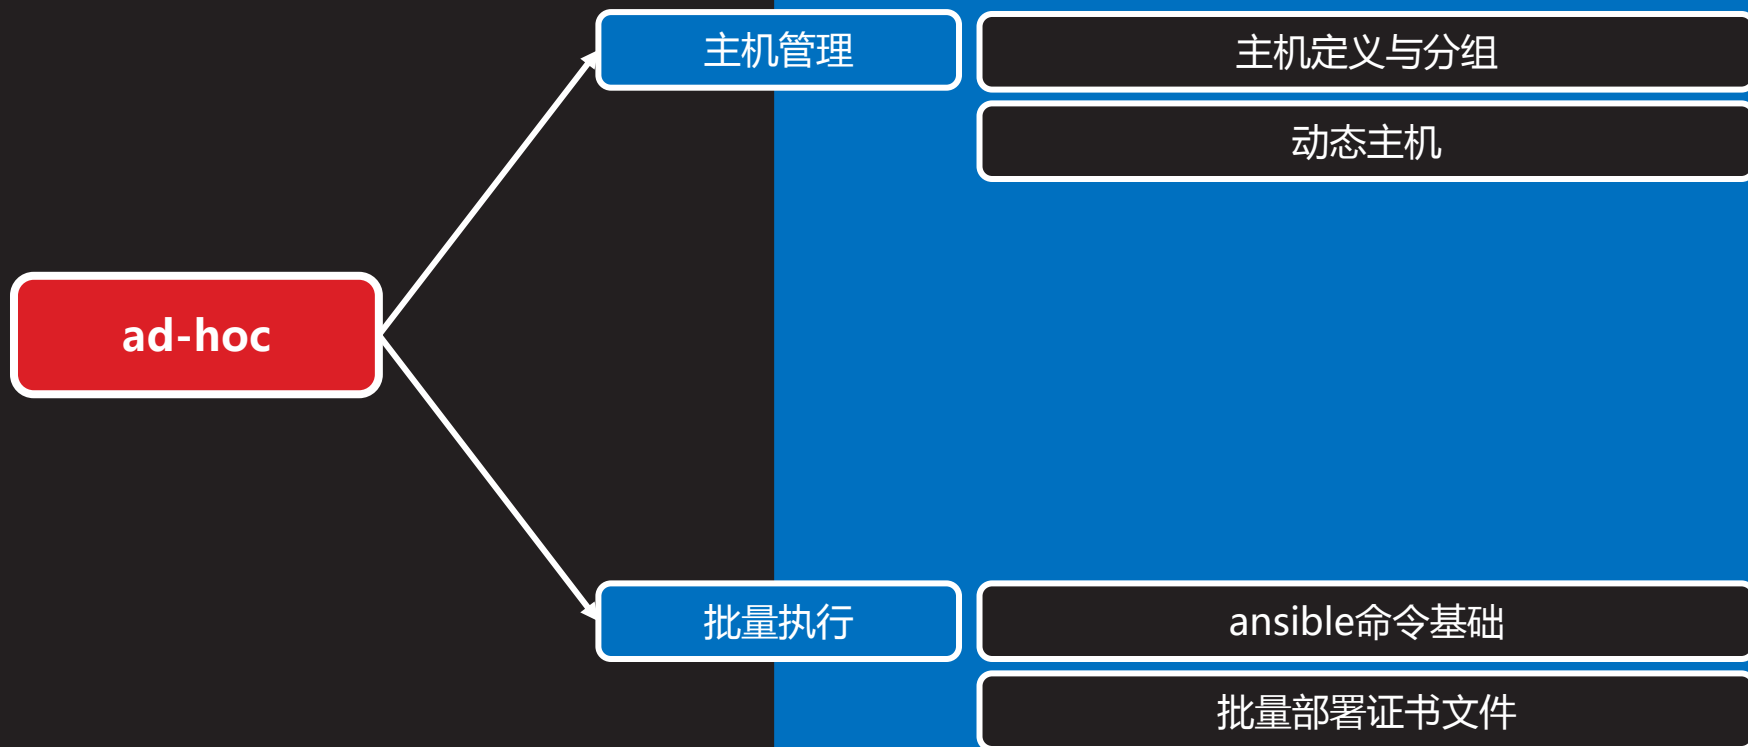 主机管理
主机定义与分组
动态主机
ad-hoc
批量执行
ansible命令基础
批量部署证书文件